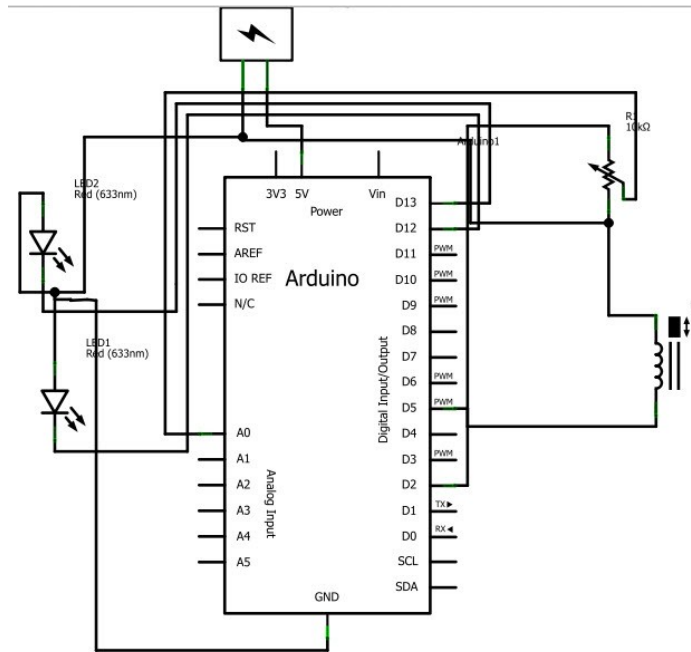 R1
10kΩ
Arduino1
LED2
Red (633nm)
3V3
5V
Vin
Power
RST
AREF
IO REF
N/C
Arduino
D13
D12
D11
PWM
D10
D9
PWM
D8
D7
D6
PWM
D5
PWM
D4
D3
PWM
D2
D1
TX
D0
RX
SCL
SDA
Digital Input/Output
LED1
Red (633nm)
A0
A1
A2
A3
A4
A5
Analog Input
GND